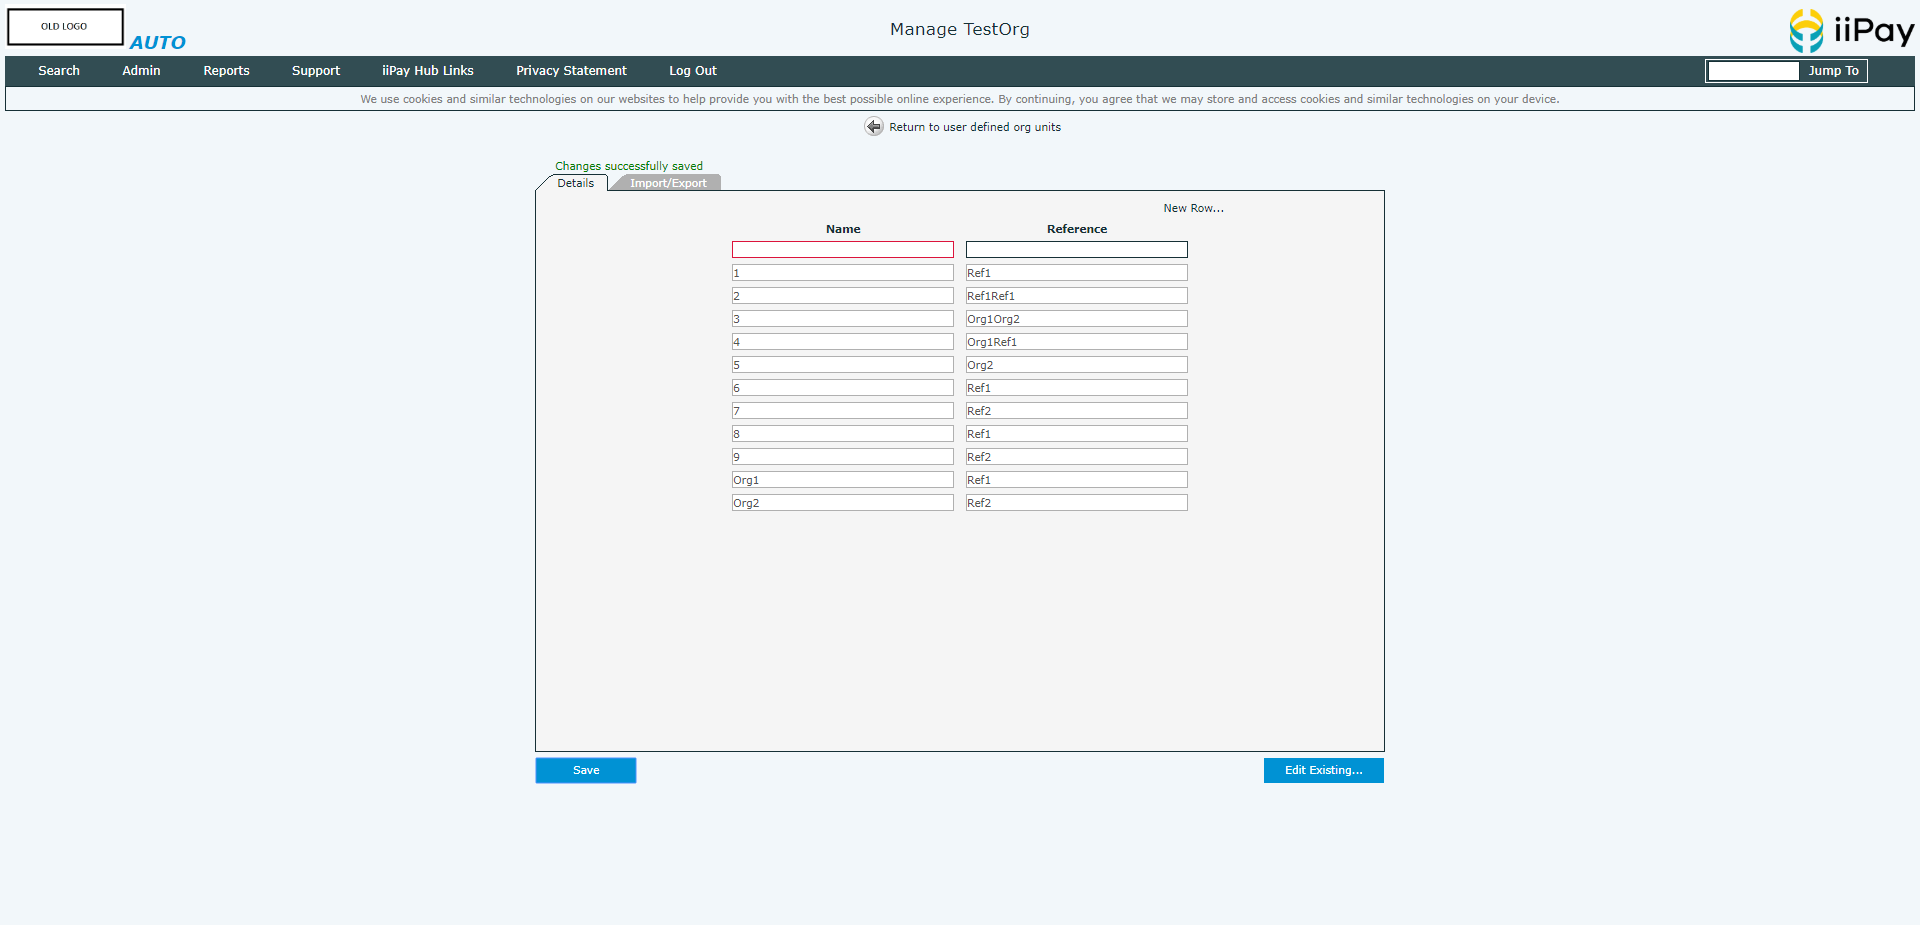 OLD LOGO
AUTO
Manage TestOrg
iiPay
Search Admin Reports Support iiPay Hub Links Privacy Statement Log Out Jump To
We use cookies and similar technologies on our websites to help provide you with the best possible online experience. By continuing, you agree that we may store and access cookies and similar technologies on your device.
Return to user defined org units
Changes successfully saved
Details Import/Export
New Row...
Name Reference
1 Ref1
2 Ref1Ref1
3 Org1Org2
4 Org1Ref1
5 Org2
6 Ref1
7 Ref2
8 Ref1
9 Ref2
Org1 Ref1
Org2 Ref2
Save Edit Existing...